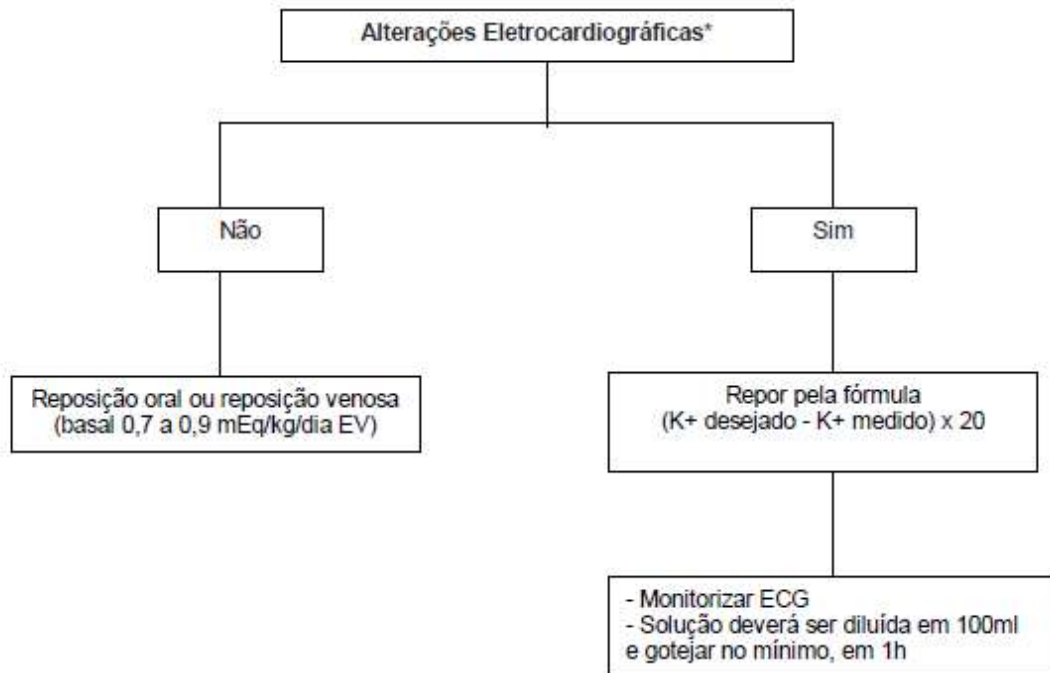 Alterações Eletrocardiográficas*
Não
Sim
Reposição oral ou reposição venosa
(basal 0,7 a 0,9 mEq/kg/dia EV)
Repor pela fórmula
(K+ desejado - K+ medido) x 20
- Monitorizar ECG
- Solução deverá ser diluída em 100ml
e gotejar no mínimo, em 1h